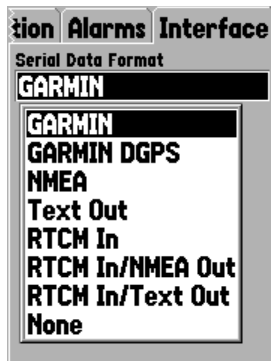 Alarms Interface
Serial Data Format
GARMIN
GARMIN
GARMIN DGPS
NMEA
Text Out
RTCM In
RTCM In/NMEA Out
RTCM In/Text Out
None